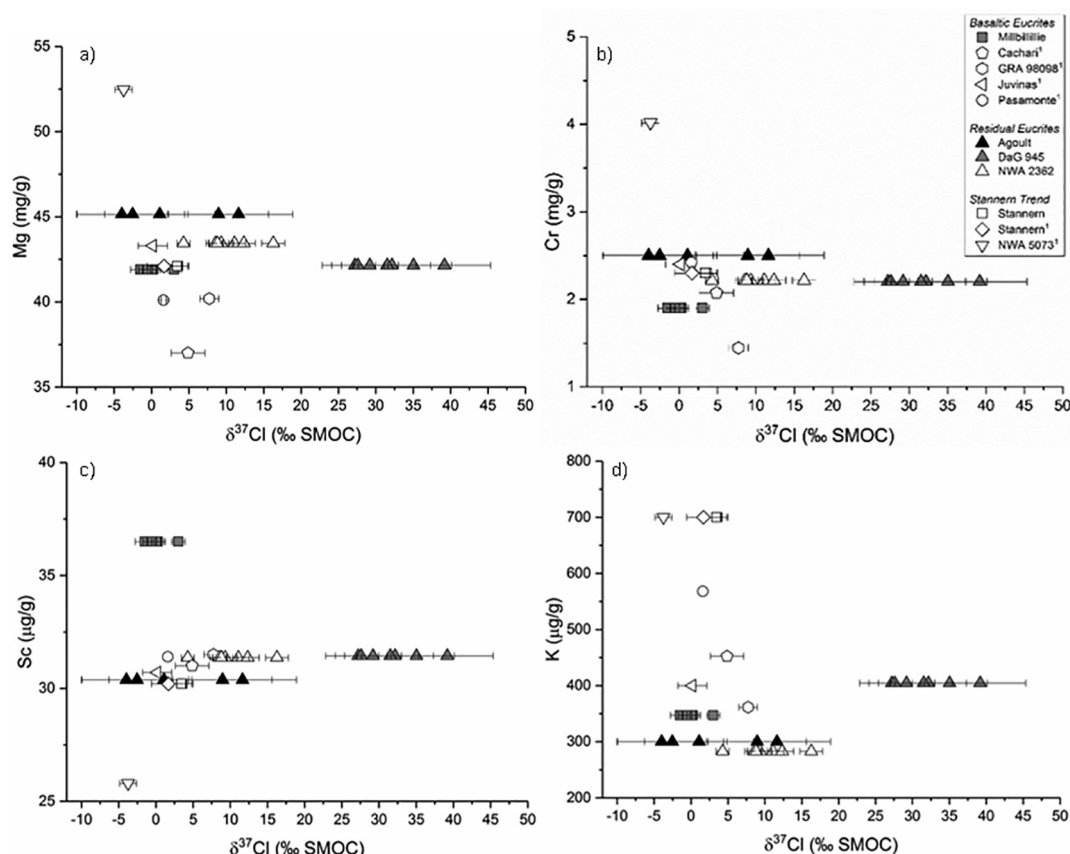 a)
Mg (mg/g)
55
50
45
40
35
-10 -5 0 5 10 15 20 25 30 35 40 45 50
δ37Cl (‰ SMOC)
b)
Cr (mg/g)
5
4
3
2
1
-10 -5 0 5 10 15 20 25 30 35 40 45 50
δ37Cl (‰ SMOC)
Basaltic Eucrites
Millbillillie
Cachari1
GRA 980981
Juvinas1
Pasamonte1
Residual Eucrites
Agoult
DaG 945
NWA 2362
Stannern Trend
Stannern
Stannern1
NWA 50731
c)
Sc (μg/g)
40
35
30
25
-10 -5 0 5 10 15 20 25 30 35 40 45 50
δ37Cl (‰ SMOC)
d)
K (μg/g)
800
700
600
500
400
300
200
-10 -5 0 5 10 15 20 25 30 35 40 45 50
δ37Cl (‰ SMOC)